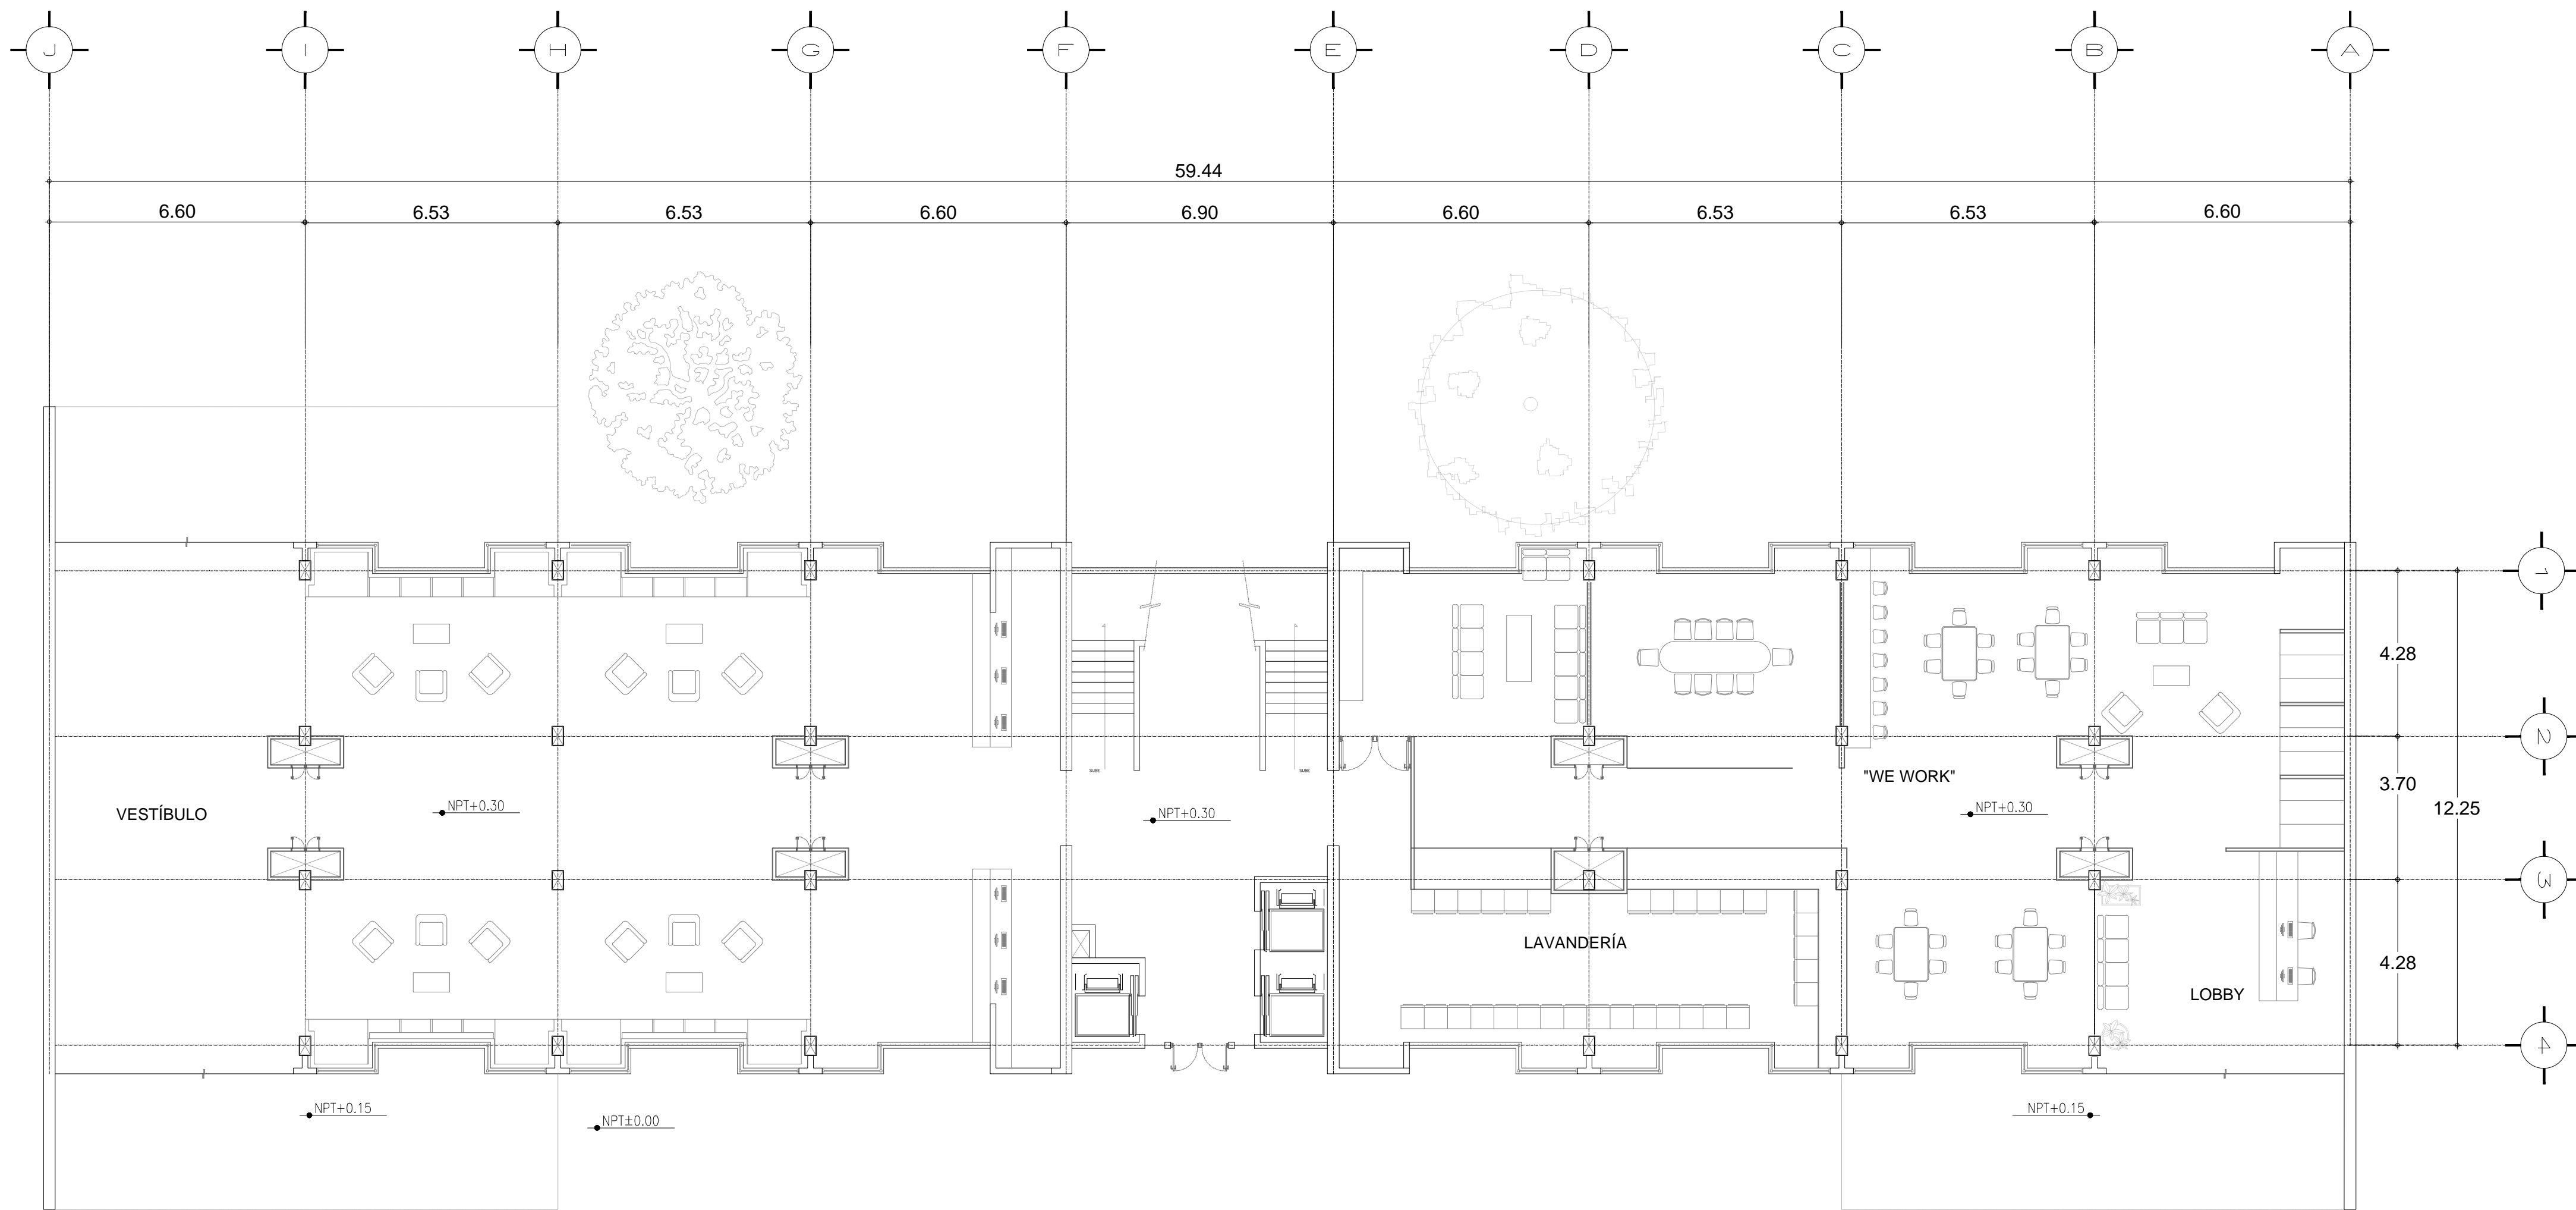 J I H G F E D C B A
59.44
6.60 6.53 6.53 6.60 6.90 6.60 6.53 6.53 6.60
1
4.28
2
SUBE SUBE
"WE WORK"
3.70
VESTÍBULO
NPT+0.30
NPT+0.30
NPT+0.30
12.25
3
LAVANDERÍA
4.28
LOBBY
4
NPT+0.15
NPT±0.00
NPT+0.15